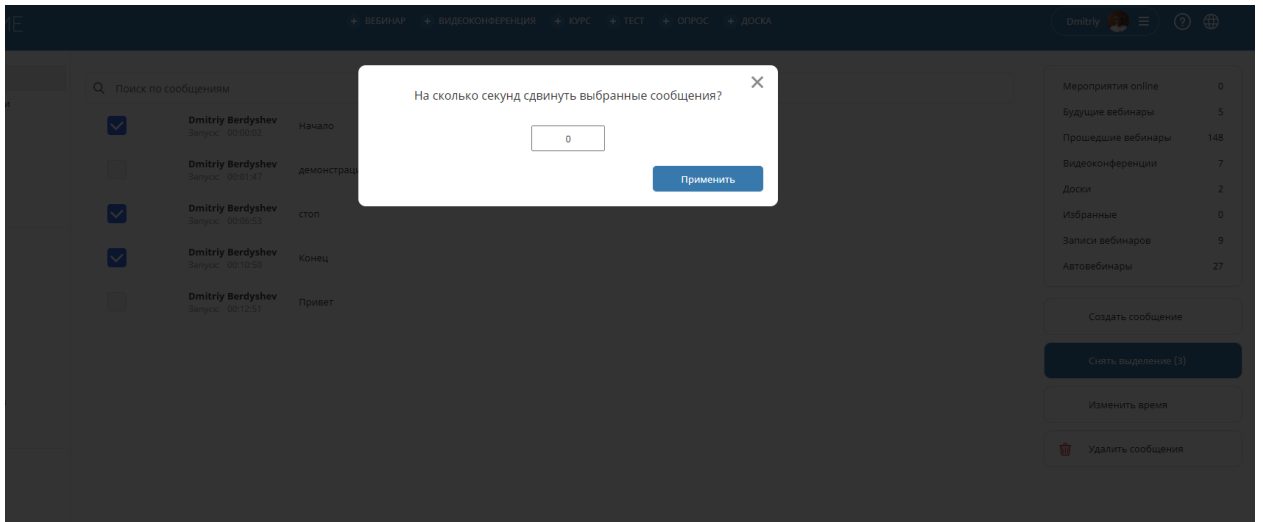 + ВЕБИНАР + ВИДЕОКОНФЕРЕНЦИЯ + КУРС + ТЕСТ + ОПРОС + ДОСКА
Dmitriy
Поиск по сообщениям
Dmitriy Berdyshev
Запуск: 00:00:02
Начало
Dmitriy Berdyshev
Запуск: 00:01:47
Dmitriy Berdyshev
Запуск: 00:06:53
стоп
Dmitriy Berdyshev
Запуск: 00:10:50
Конец
Dmitriy Berdyshev
Запуск: 00:12:51
Привет
На сколько секунд сдвинуть выбранные сообщения?
0
Применить
Мероприятия online 0
Будущие вебинары 5
Прошедшие вебинары 148
Видеоконференции 7
Доски 2
Избранные 0
Записи вебинаров 9
Автовебинары 27
Создать сообщение
Снять выделение (3)
Изменить время
Удалить сообщения